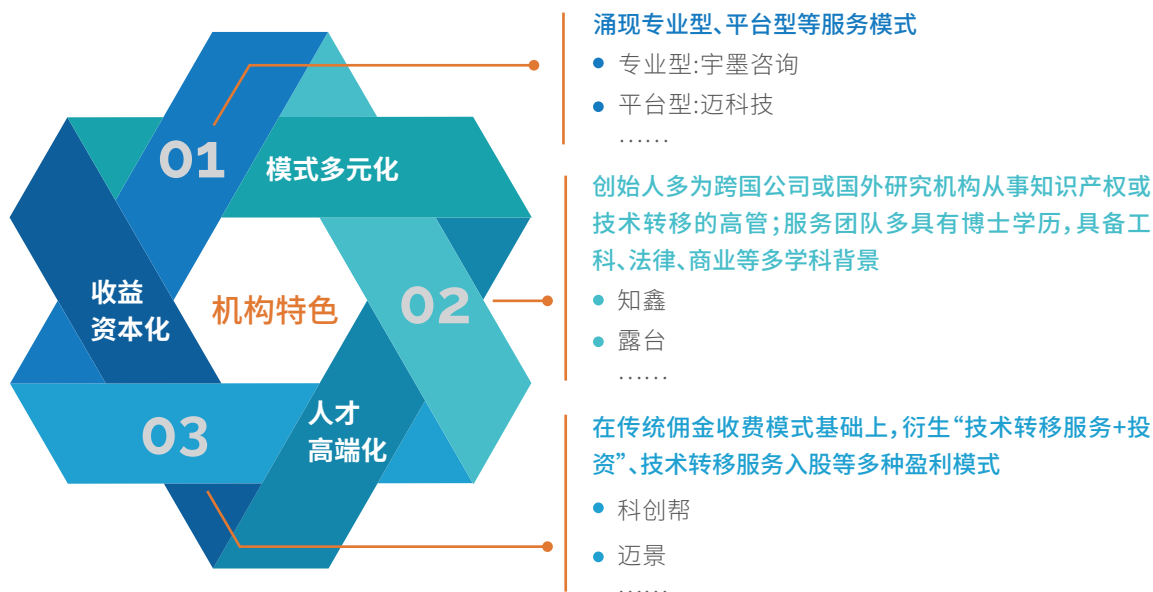 01
模式多元化
02
收益
资本化
机构特色
人才
高端化
03
涌现专业型、平台型等服务模式
专业型:宇墨咨询
平台型:迈科技
……
创始人多为跨国公司或国外研究机构从事知识产权或
技术转移的高管;服务团队多具有博士学历,具备工
科、法律、商业等多学科背景
知鑫
露台
……
在传统佣金收费模式基础上,衍生“技术转移服务+投
资”、技术转移服务入股等多种盈利模式
科创帮
迈景
……